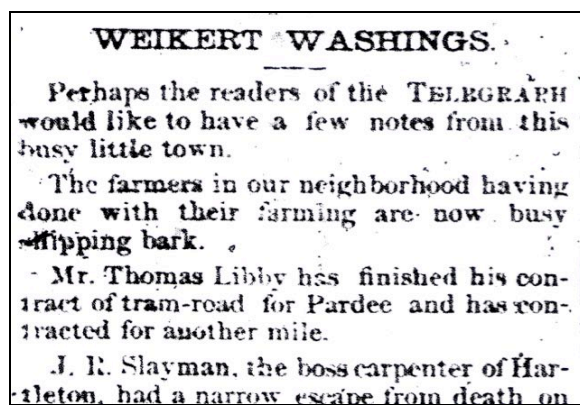 WEIKERT WASHINGS.
Perhaps the readers of the TELEGRAPH
would like to have a few notes from this
busy little town.
The farmers in our neighborhood having
done with their farming are now busy
shipping bark.
Mr. Thomas Libby has finished his con-
tract of tram-road for Pardee and has con-
tracted for another mile.
J. R. Slayman, the boss carpenter of Har-
tleton, had a narrow escape from death on